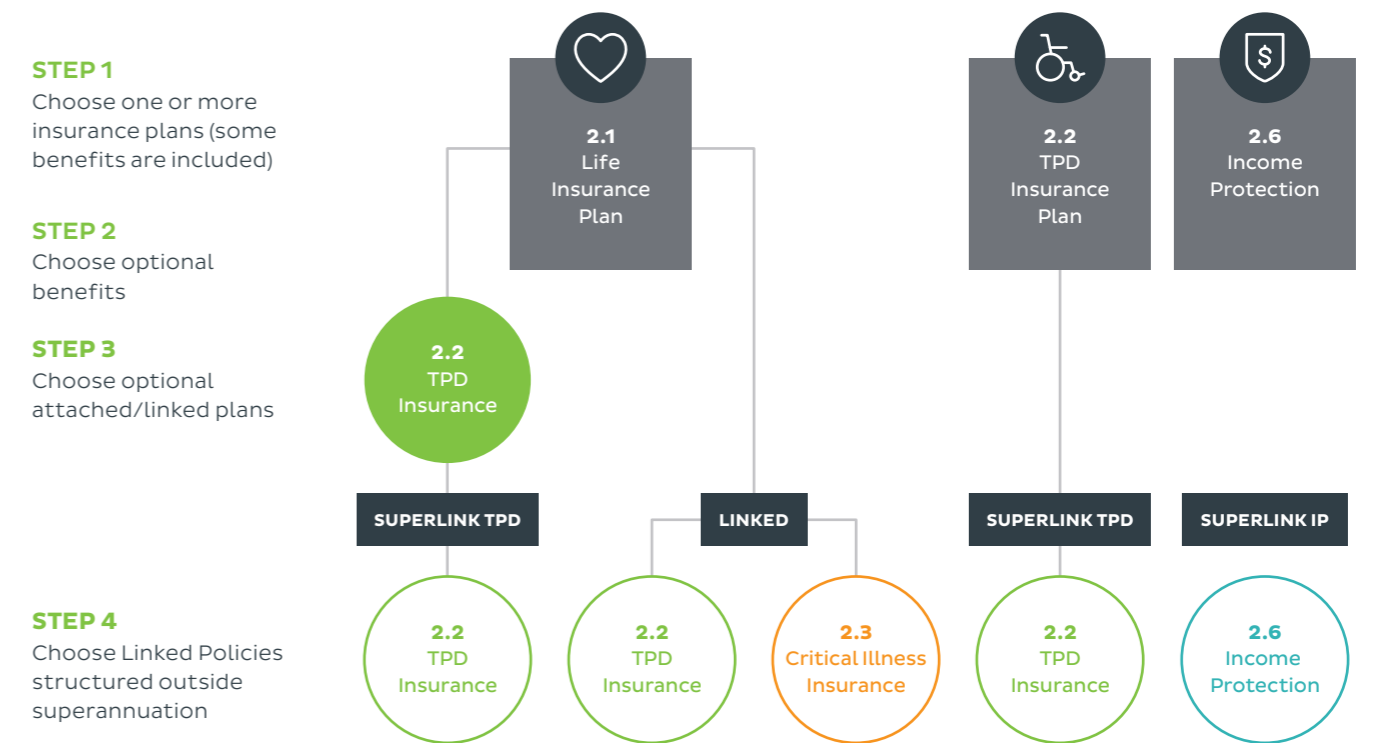 STEP 1
Choose one or more
insurance plans (some
benefits are included)
STEP 2
Choose optional
benefits
STEP 3
Choose optional
attached/linked plans
STEP 4
Choose Linked Policies
structured outside
superannuation
2.1
Life
Insurance
Plan
2.2
TPD
Insurance
Plan
$
2.6
Income
Protection
2.2
TPD
Insurance
SUPERLINK TPD
LINKED
SUPERLINK TPD
SUPERLINK IP
2.2
TPD
Insurance
2.2
TPD
Insurance
2.3
Critical Illness
Insurance
2.2
TPD
Insurance
2.6
Income
Protection